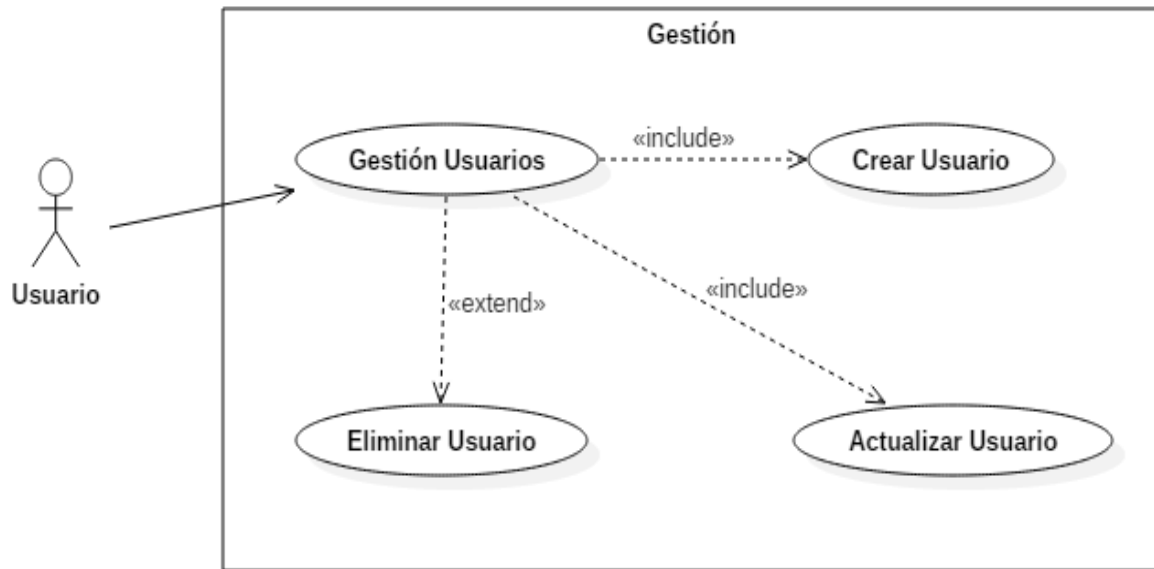 Gestión
Gestión Usuarios
«include»
Crear Usuario
Usuario
«extend»
«include»
Eliminar Usuario
Actualizar Usuario